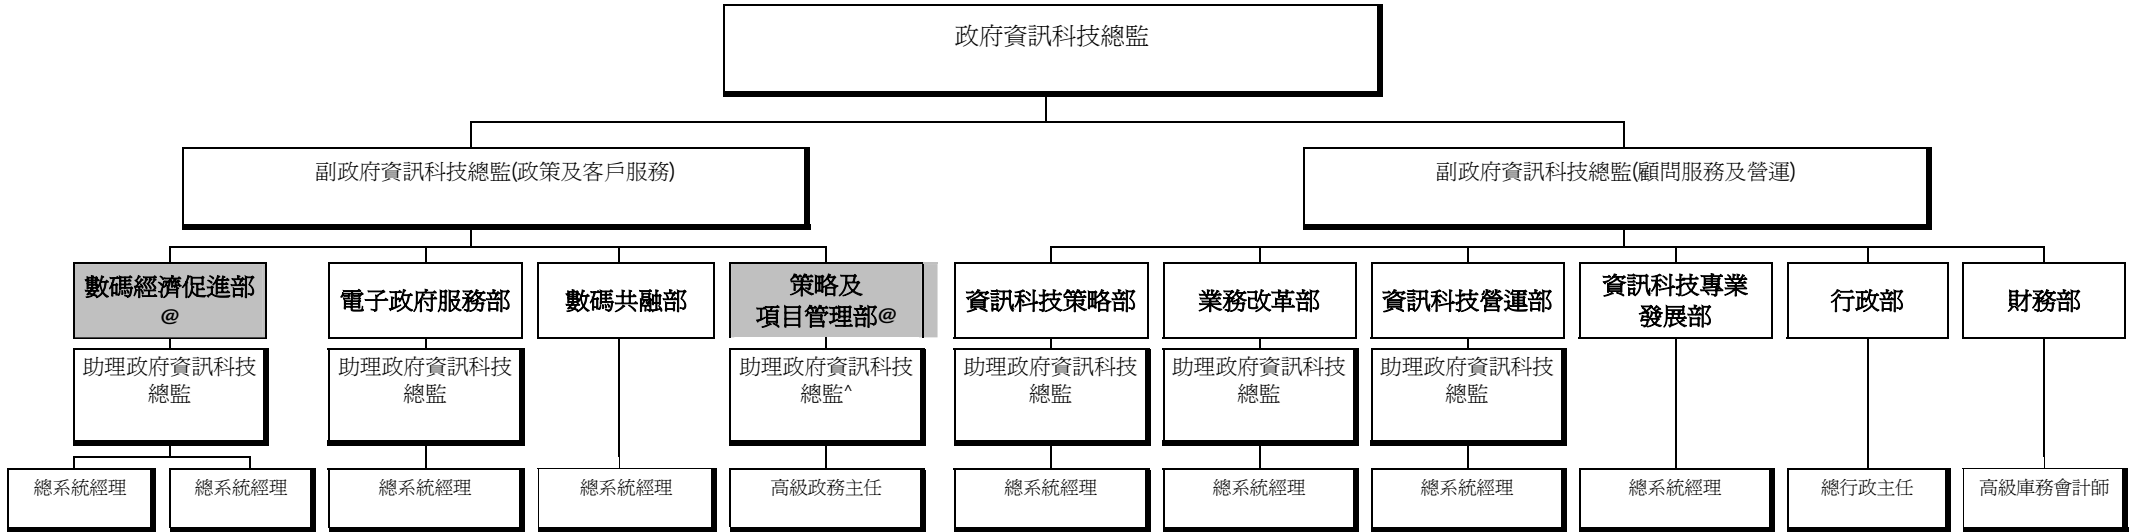 政府資訊科技總監
副政府資訊科技總監(政策及客戶服務)
副政府資訊科技總監(顧問服務及營運)
數碼經濟促進部
@
電子政府服務部
數碼共融部
策略及
項目管理部@
資訊科技策略部
業務改革部
資訊科技營運部
資訊科技專業
發展部
行政部
財務部
助理政府資訊科技
總監
助理政府資訊科技
總監
助理政府資訊科技
總監^
助理政府資訊科技
總監
助理政府資訊科技
總監
助理政府資訊科技
總監
總系統經理
總系統經理
總系統經理
總系統經理
高級政務主任
總系統經理
總系統經理
總系統經理
總系統經理
總行政主任
高級庫務會計師